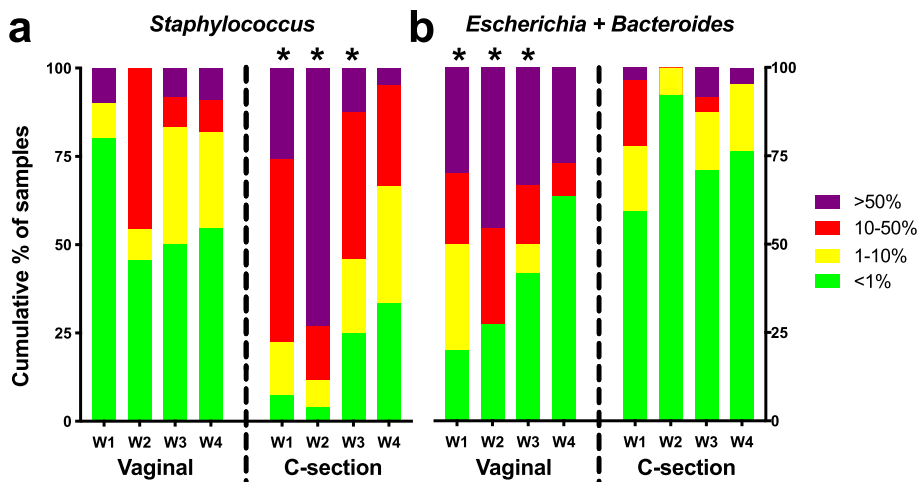 a
Staphylococcus
b
Escherichia + Bacteroides
* * *
* * *
Cumulative % of samples
100
75
50
25
0
100
75
50
25
0
>50%
10-50%
1-10%
<1%
W1 W2 W3 W4
W1 W2 W3 W4
W1 W2 W3 W4
W1 W2 W3 W4
Vaginal
C-section
Vaginal
C-section